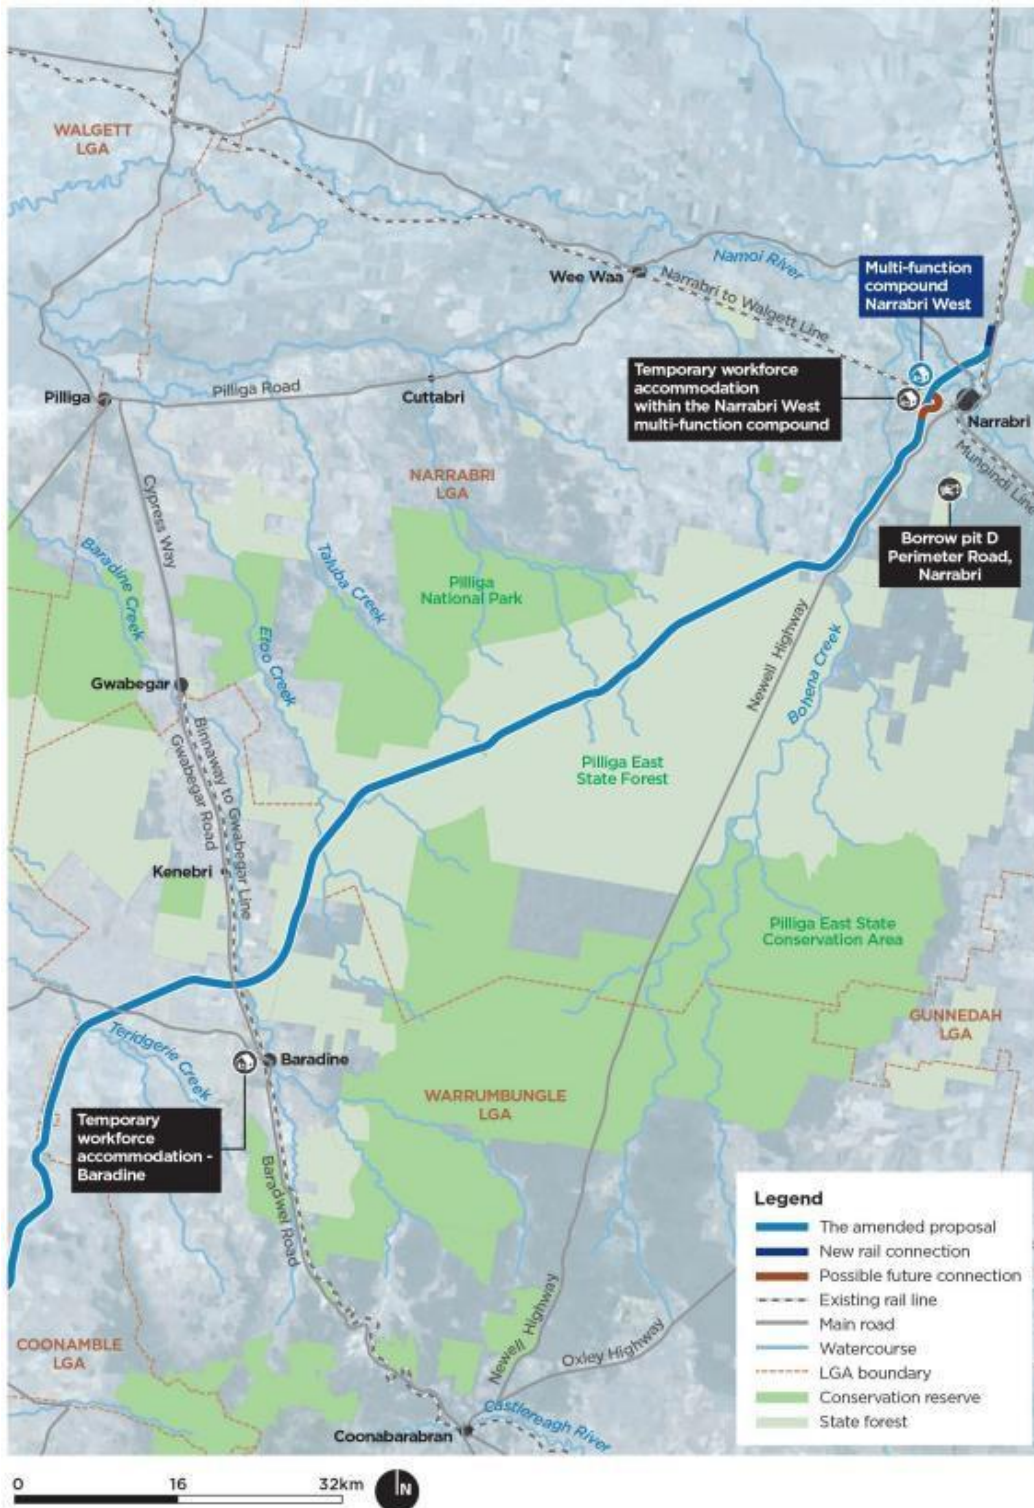 WALGETT
LGA
Wee Waa
Namoi River
Narrabri to Walgett Line
Multi-function
compound
Narrabri West
Temporary workforce
accommodation
within the Narrabri West
multi-function compound
Pilliga
Pilliga Road
Cuttabri
Narrabri
Mungindi Line
NARRABRI
LGA
Borrow pit D
Perimeter Road,
Narrabri
Cypress Way
Baradine Creek
Etoo Creek
Taluba Creek
Pilliga
National Park
Newell Highway
Bohena Creek
Gwabegar
Binnaway to Gwabegar Line
Gwabegar Road
Pilliga East
State Forest
Kenebri
Pilliga East State
Conservation Area
GUNNEDAH
LGA
Teridgerie Creek
Baradine
WARRUMBUNGLE
LGA
Temporary
workforce
accommodation -
Baradine
Baradwel Road
COONAMBLE
LGA
Newell Highway
Oxley Highway
Castlereagh River
Coonabarabran
Legend
The amended proposal
New rail connection
Possible future connection
Existing rail line
Main road
Watercourse
LGA boundary
Conservation reserve
State forest
0 16 32km
N